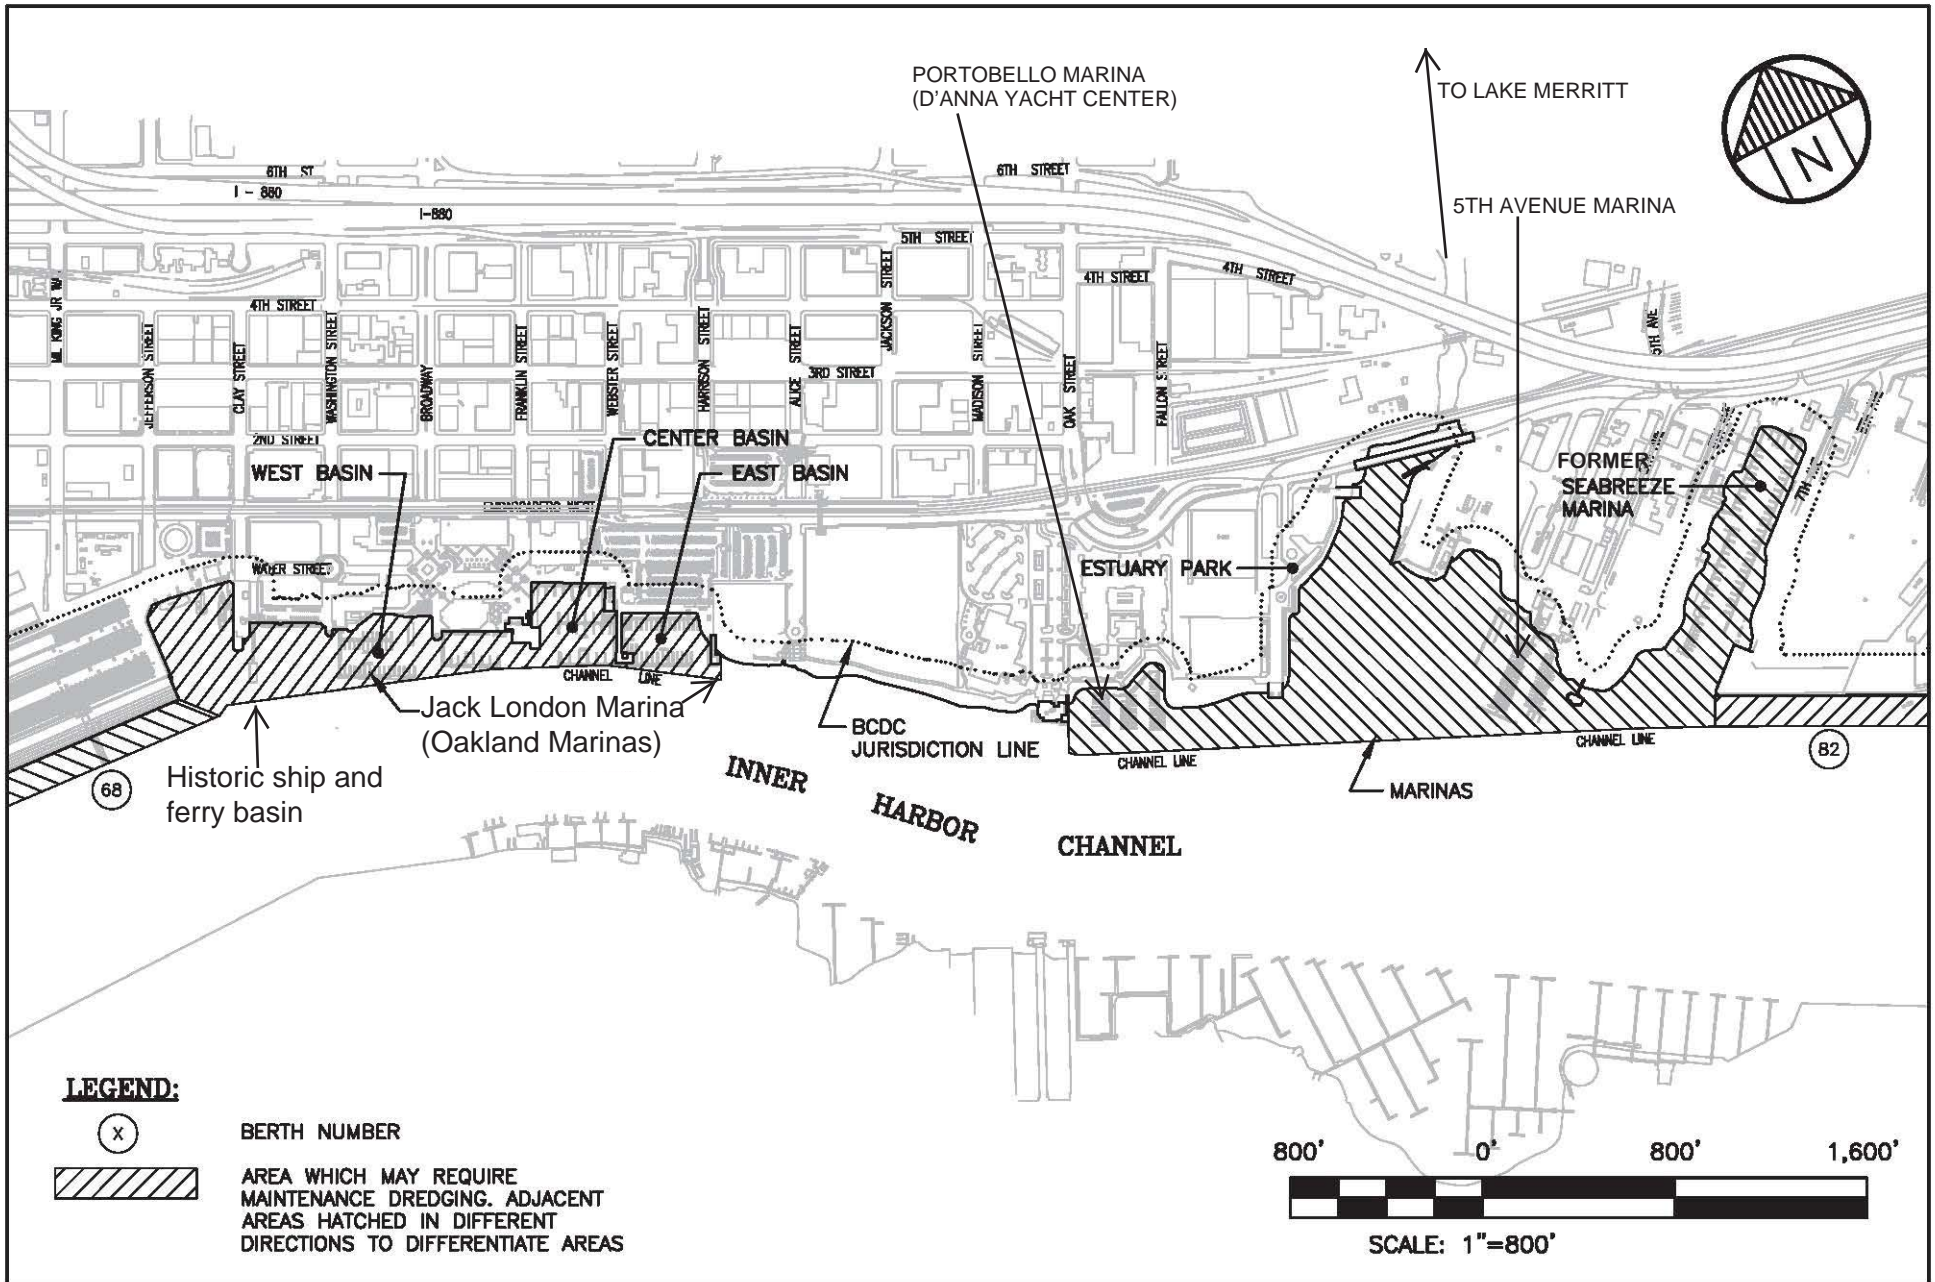 PORTOBELLO MARINA
(D'ANNA YACHT CENTER)
TO LAKE MERRITT
N
5TH AVENUE MARINA
6TH ST
I - 880
I-880
6TH STREET
5TH STREET
4TH STREET
4TH STREET
4TH STREET
3RD STREET
2ND STREET
WATER STREET
JEFFERSON STREET
CLAY STREET
WASHINGTON STREET
BROADWAY
FRANKLIN STREET
WEBSTER STREET
HARRISON STREET
ALICE STREET
JACKSON STREET
MADISON STREET
OAK STREET
FALLON STREET
5TH AVE
7TH
CENTER BASIN
WEST BASIN
EAST BASIN
FORMER
SEABREEZE
MARINA
ESTUARY PARK
CHANNEL LINE
Jack London Marina
(Oakland Marinas)
BCDC
JURISDICTION LINE
CHANNEL LINE
CHANNEL LINE
MARINAS
82
68
Historic ship and
ferry basin
INNER HARBOR CHANNEL
LEGEND:
X
BERTH NUMBER
AREA WHICH MAY REQUIRE
MAINTENANCE DREDGING. ADJACENT
AREAS HATCHED IN DIFFERENT
DIRECTIONS TO DIFFERENTIATE AREAS
800' 0' 800' 1,600'
SCALE: 1"=800'